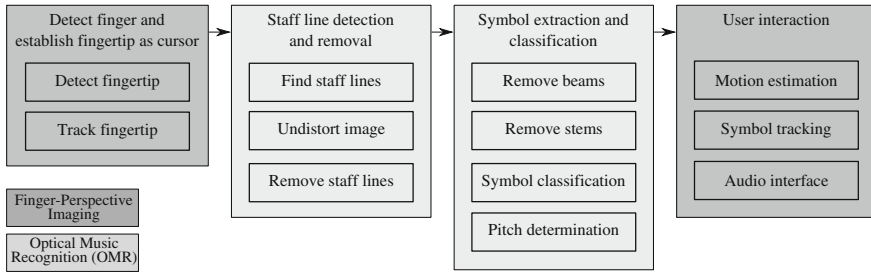 Detect finger and
establish fingertip as cursor
Detect fingertip
Track fingertip
Staff line detection
and removal
Find staff lines
Undistort image
Remove staff lines
Symbol extraction and
classification
Remove beams
Remove stems
Symbol classification
Pitch determination
User interaction
Motion estimation
Symbol tracking
Audio interface
Finger-Perspective
Imaging
Optical Music
Recognition (OMR)